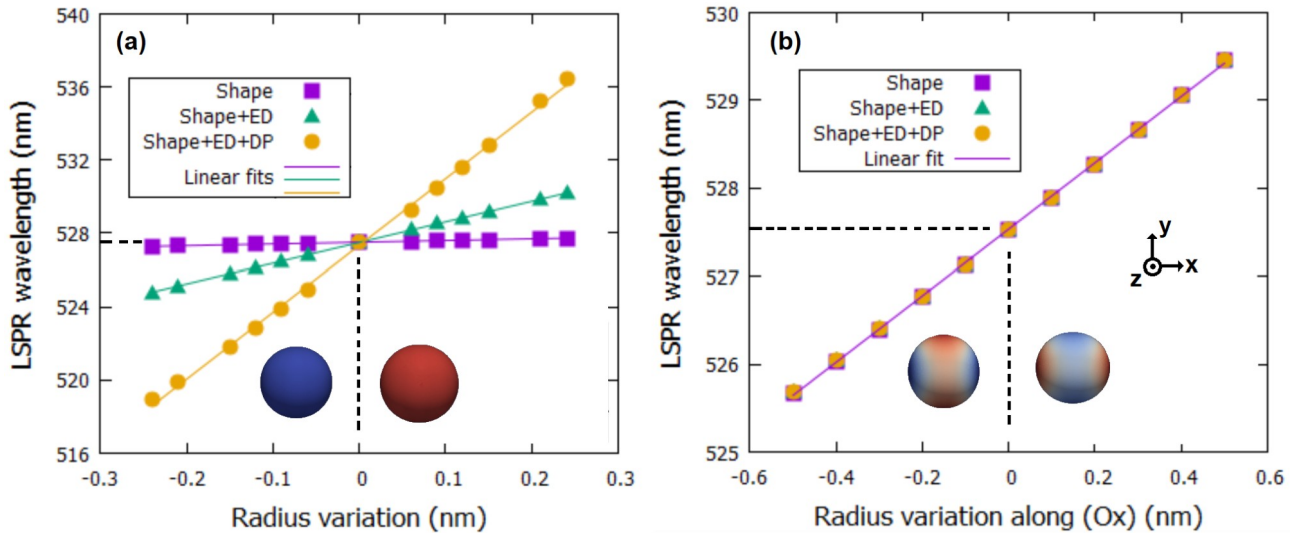 (a)
LSPR wavelength (nm)
540
536
532
528
524
520
516
Shape
Shape+ED
Shape+ED+DP
Linear fits
-0.3
-0.2
-0.1
0
0.1
0.2
0.3
Radius variation (nm)
(b)
LSPR wavelength (nm)
530
529
528
527
526
525
Shape
Shape+ED
Shape+ED+DP
Linear fit
y
z
x
-0.6
-0.4
-0.2
0
0.2
0.4
0.6
Radius variation along (Ox) (nm)